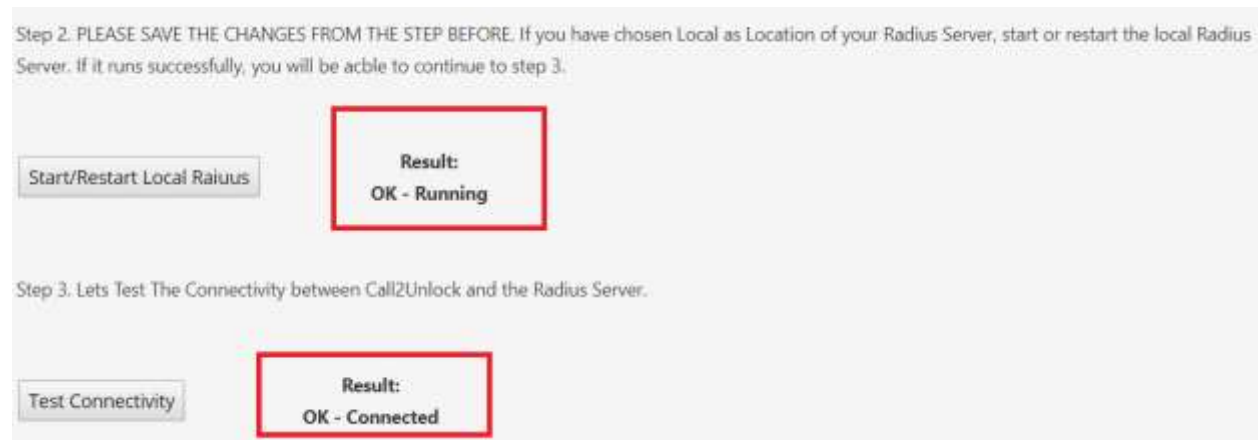 Step 2. PLEASE SAVE THE CHANGES FROM THE STEP BEFORE. If you have chosen Local as Location of your Radius Server, start or restart the local Radius
Server. If it runs successfully, you will be acble to continue to step 3.
Start/Restart Local Raiuus
Result:
OK - Running
Step 3. Lets Test The Connectivity between Call2Unlock and the Radius Server.
Test Connectivity
Result:
OK - Connected